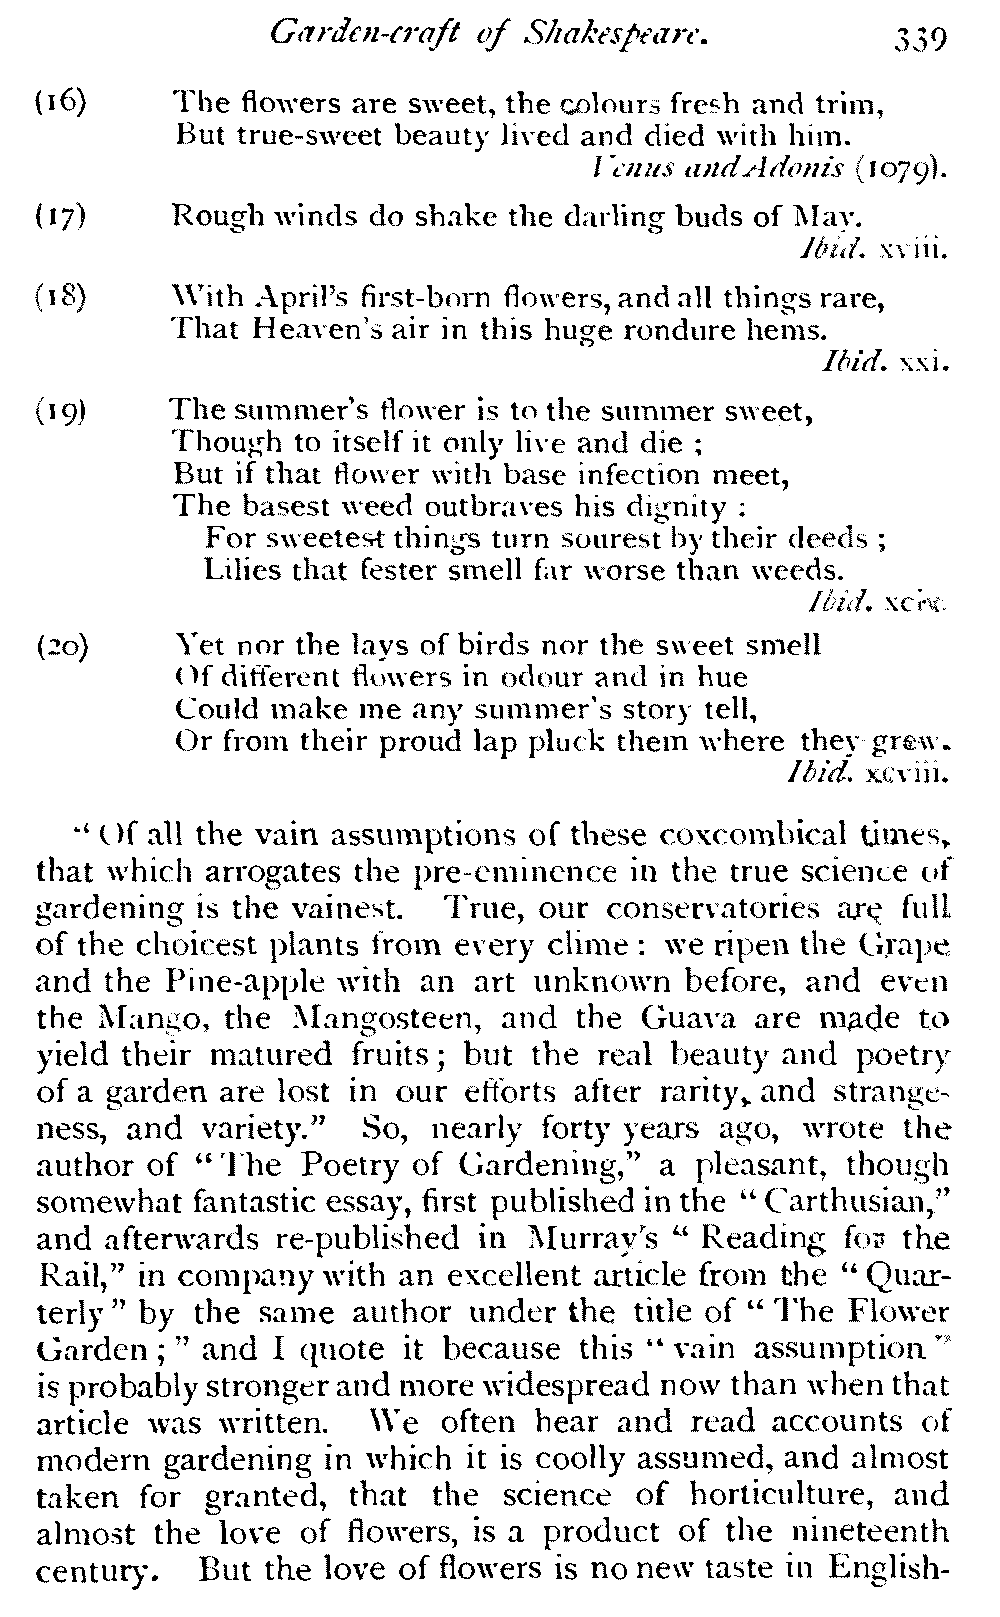 Garden-craft of Shakespeare. 339
(16) The flowers are sweet, the colours fresh and trim,
But true-sweet beauty lived and died with him.
Venus and Adonis (1079).
(17) Rough winds do shake the darling buds of May.
Ibid. xviii.
(18) With April's first-born flowers, and all things rare,
That Heaven's air in this huge rondure hems.
Ibid. xxi.
(19) The summer's flower is to the summer sweet,
Though to itself it only live and die ;
But if that flower with base infection meet,
The basest weed outbraves his dignity :
For sweetest things turn sourest by their deeds ;
Lilies that fester smell far worse than weeds.
Ibid.
(20) Yet nor the lays of birds nor the sweet smell
Of different flowers in odour and in hue
Could make me any summer's story tell,
Or from their proud lap pluck them where they grew.
Ibid. xcviii.
"Of all the vain assumptions of these coxcombical times,
that which arrogates the pre-eminence in the true science of
gardening is the vainest. True, our conservatories are full
of the choicest plants from every clime : we ripen the Grape
and the Pine-apple with an art unknown before, and even
the Mango, the Mangosteen, and the Guava are made to
yield their matured fruits ; but the real beauty and poetry
of a garden are lost in our efforts after rarity, and strange-
ness, and variety." So, nearly forty years ago, wrote the
author of "The Poetry of Gardening," a pleasant, though
somewhat fantastic essay, first published in the "Carthusian,"
and afterwards re-published in Murray's "Reading for the
Rail," in company with an excellent article from the "Quar-
terly" by the same author under the title of "The Flower
Garden ;" and I quote it because this "vain assumption"
is probably stronger and more widespread now than when that
article was written. We often hear and read accounts of
modern gardening in which it is coolly assumed, and almost
taken for granted, that the science of horticulture, and
almost the love of flowers, is a product of the nineteenth
century. But the love of flowers is no new taste in English-